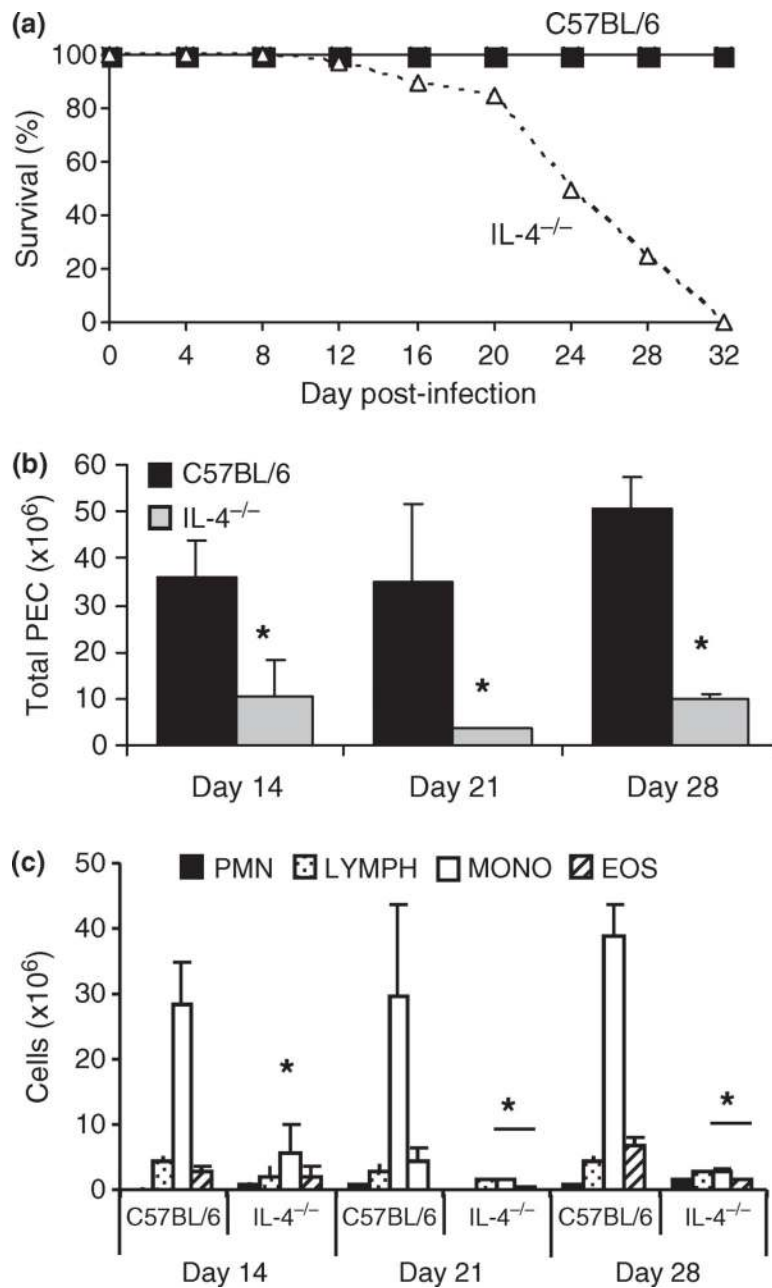 (a)
C57BL/6
100
80
60
40
20
0
Survival (%)
IL-4–/–
0 4 8 12 16 20 24 28 32
Day post-infection
(b)
60
50
40
30
20
10
0
Total PEC (x10⁶)
C57BL/6
IL-4–/–
*
*
*
Day 14 Day 21 Day 28
(c)
50
40
30
20
10
0
Cells (x10⁶)
PMN LYMPH MONO EOS
*
*
*
C57BL/6 IL-4–/– C57BL/6 IL-4–/– C57BL/6 IL-4–/–
Day 14 Day 21 Day 28